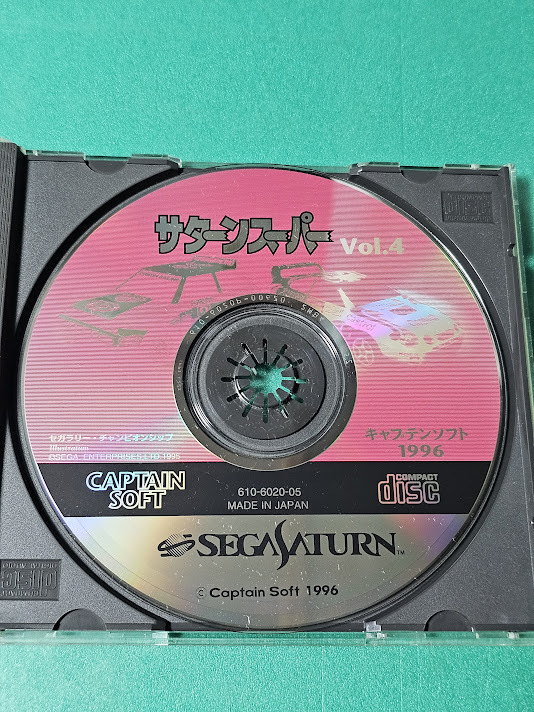 サターンスーパー Vol.4
セガラリー・チャンピオンシップ
Illustration
©SEGA ENTERPRISES,LTD.1995
キャプテンソフト
1996
CAPTAIN
SOFT
610-6020-05
MADE IN JAPAN
COMPACT
disc
SEGA SATURN™
© Captain Soft 1996